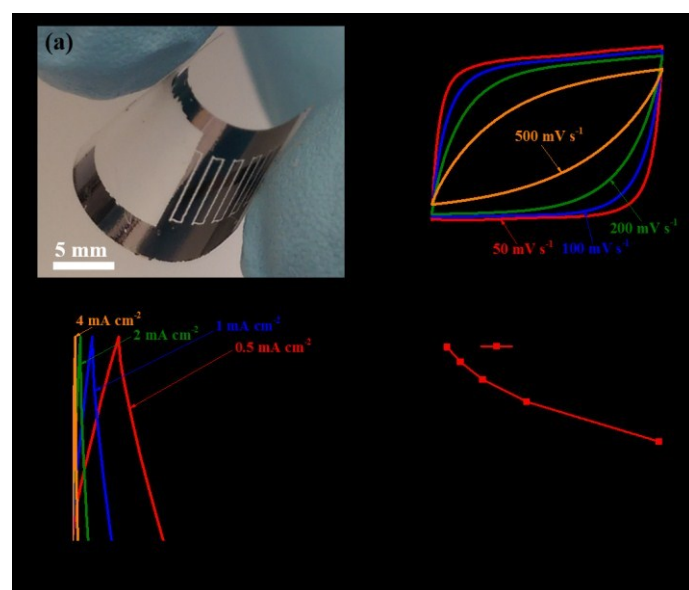 (a)
5 mm
500 mV s⁻¹
200 mV s⁻¹
50 mV s⁻¹
100 mV s⁻¹
4 mA cm⁻²
2 mA cm⁻²
1 mA cm⁻²
0.5 mA cm⁻²